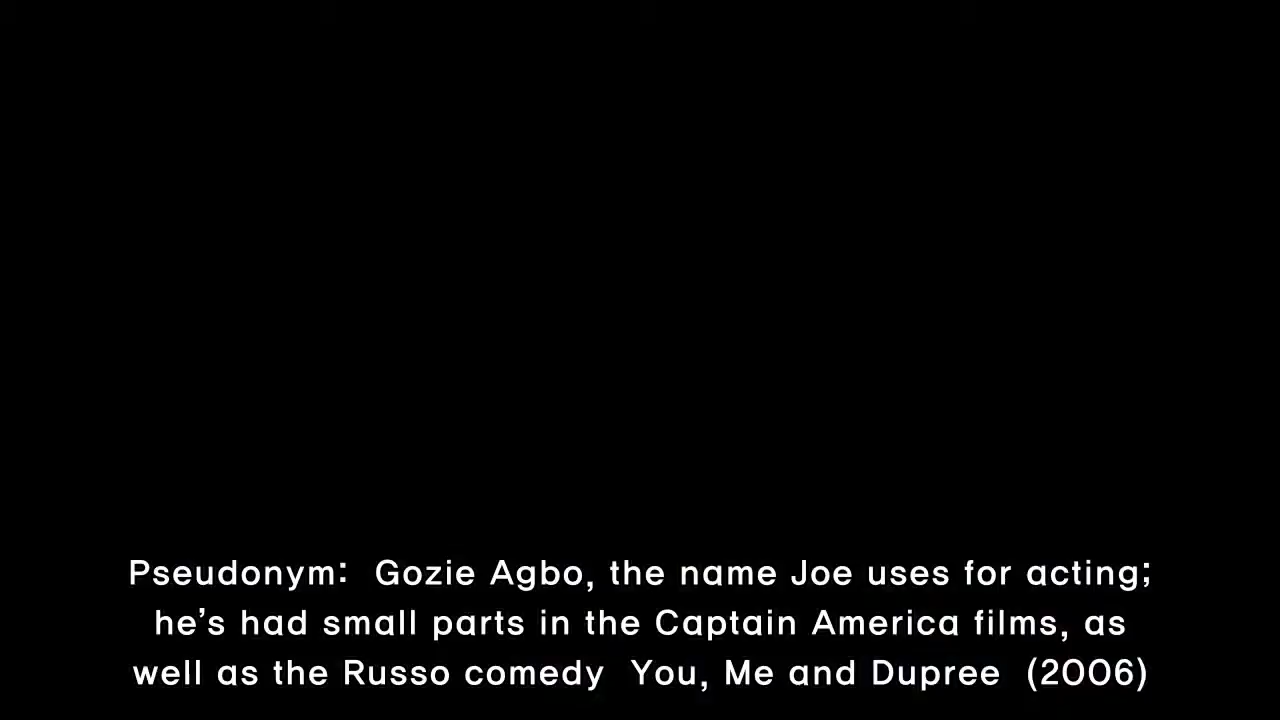 Pseudonym: Gozie Agbo, the name Joe uses for acting;
he's had small parts in the Captain America films, as
well as the Russo comedy You, Me and Dupree (2006)